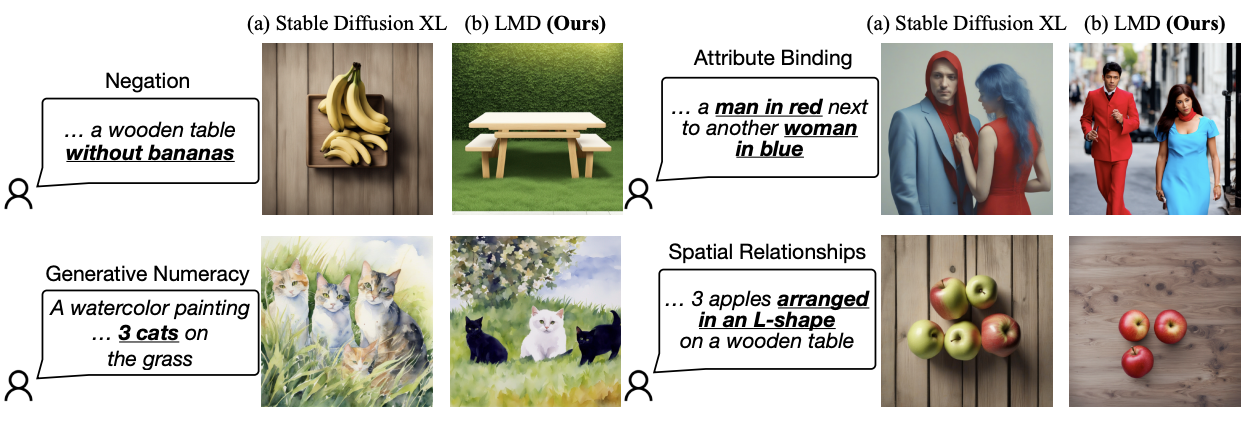 (a) Stable Diffusion XL
(b) LMD (Ours)
Negation
… a wooden table
without bananas
Generative Numeracy
A watercolor painting
… 3 cats on
the grass
(a) Stable Diffusion XL
(b) LMD (Ours)
Attribute Binding
… a man in red next
to another woman
in blue
Spatial Relationships
… 3 apples arranged
in an L-shape
on a wooden table